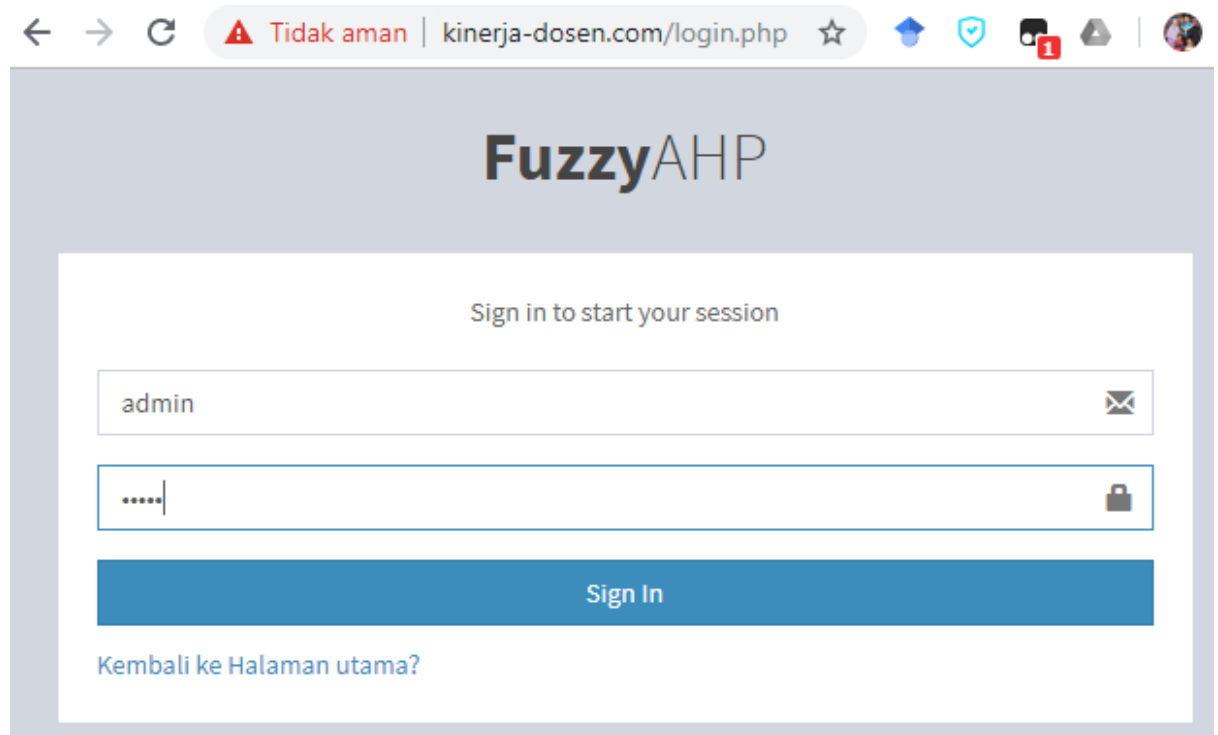 Tidak aman | kinerja-dosen.com/login.php
1
FuzzyAHP
Sign in to start your session
admin
•••••
Sign In
Kembali ke Halaman utama?